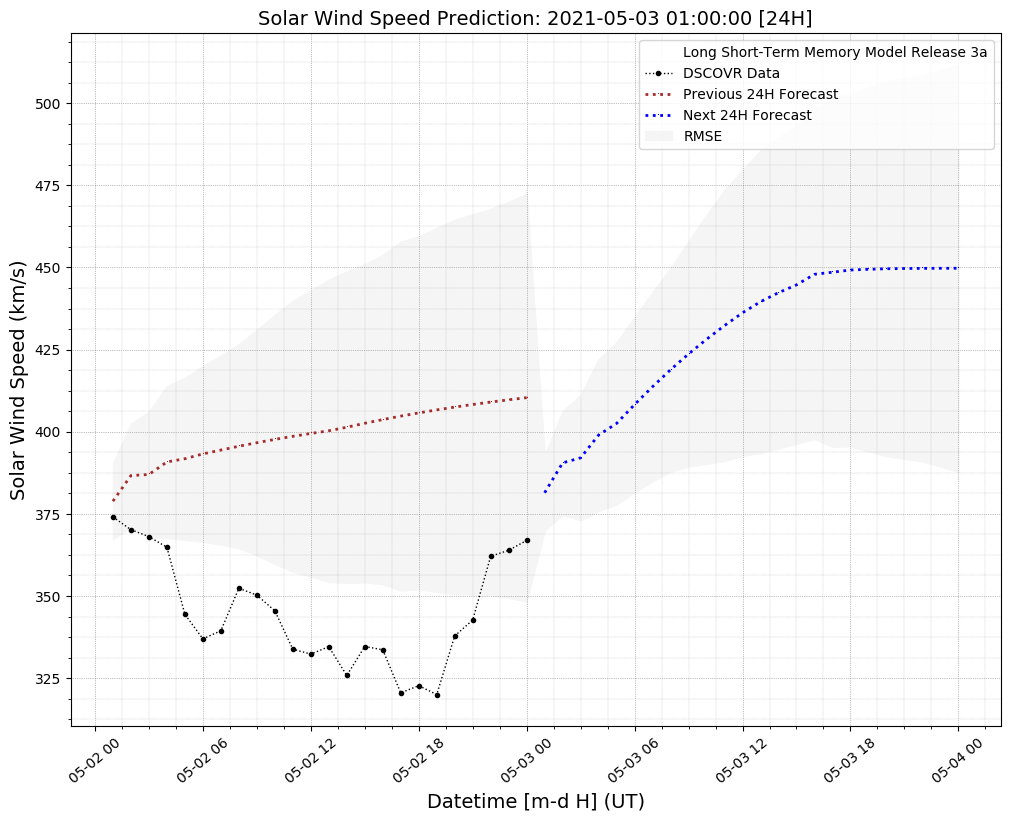 Solar Wind Speed Prediction: 2021-05-03 01:00:00 [24H]
Long Short-Term Memory Model Release 3a
DSCOVR Data
Previous 24H Forecast
Next 24H Forecast
RMSE
Solar Wind Speed (km/s)
500
475
450
425
400
375
350
325
05-02 00
05-02 06
05-02 12
05-02 18
05-03 00
05-03 06
05-03 12
05-03 18
05-04 00
Datetime [m-d H] (UT)